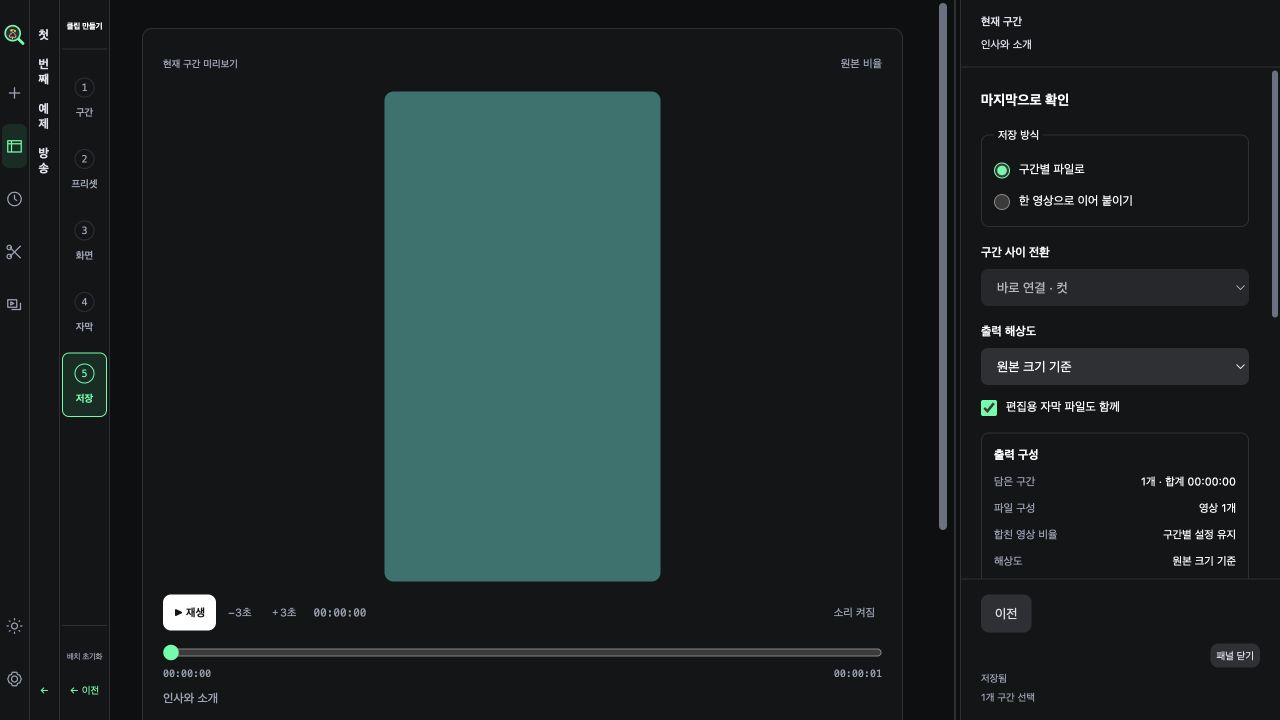 첫
번
째
예
제
방
송
←
클립 만들기
1
구간
2
프리셋
3
화면
4
자막
5
저장
배치 초기화
← 이전
현재 구간 미리보기
원본 비율
▶ 재생
−3초
+3초
00:00:00
소리 켜짐
00:00:00
00:00:01
인사와 소개
현재 구간
인사와 소개
마지막으로 확인
저장 방식
구간별 파일로
한 영상으로 이어 붙이기
구간 사이 전환
바로 연결 · 컷
출력 해상도
원본 크기 기준
편집용 자막 파일도 함께
출력 구성
담은 구간 1개 · 합계 00:00:00
파일 구성 영상 1개
합친 영상 비율 구간별 설정 유지
해상도 원본 크기 기준
이전
패널 닫기
저장됨
1개 구간 선택